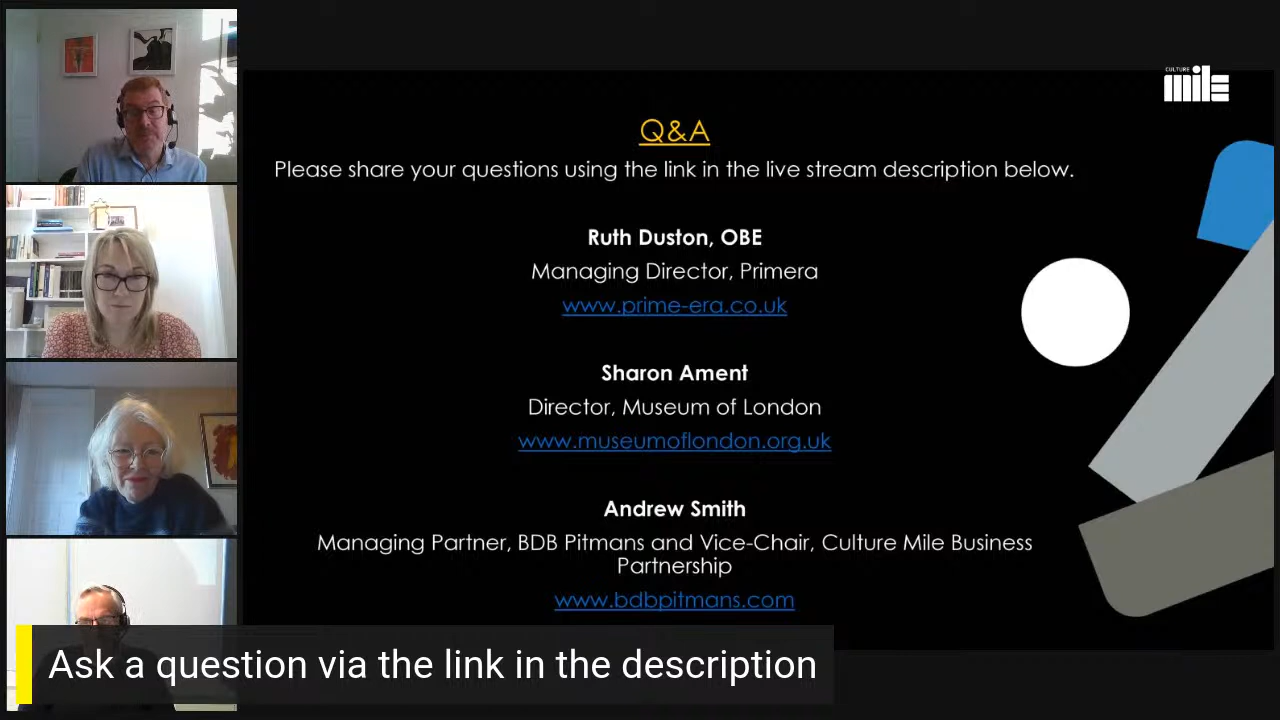 CULTURE
mile
Q&A
Please share your questions using the link in the live stream description below.
Ruth Duston, OBE
Managing Director, Primera
www.prime-era.co.uk
Sharon Ament
Director, Museum of London
www.museumoflondon.org.uk
Andrew Smith
Managing Partner, BDB Pitmans and Vice-Chair, Culture Mile Business
Partnership
www.bdbpitmans.com
Ask a question via the link in the description